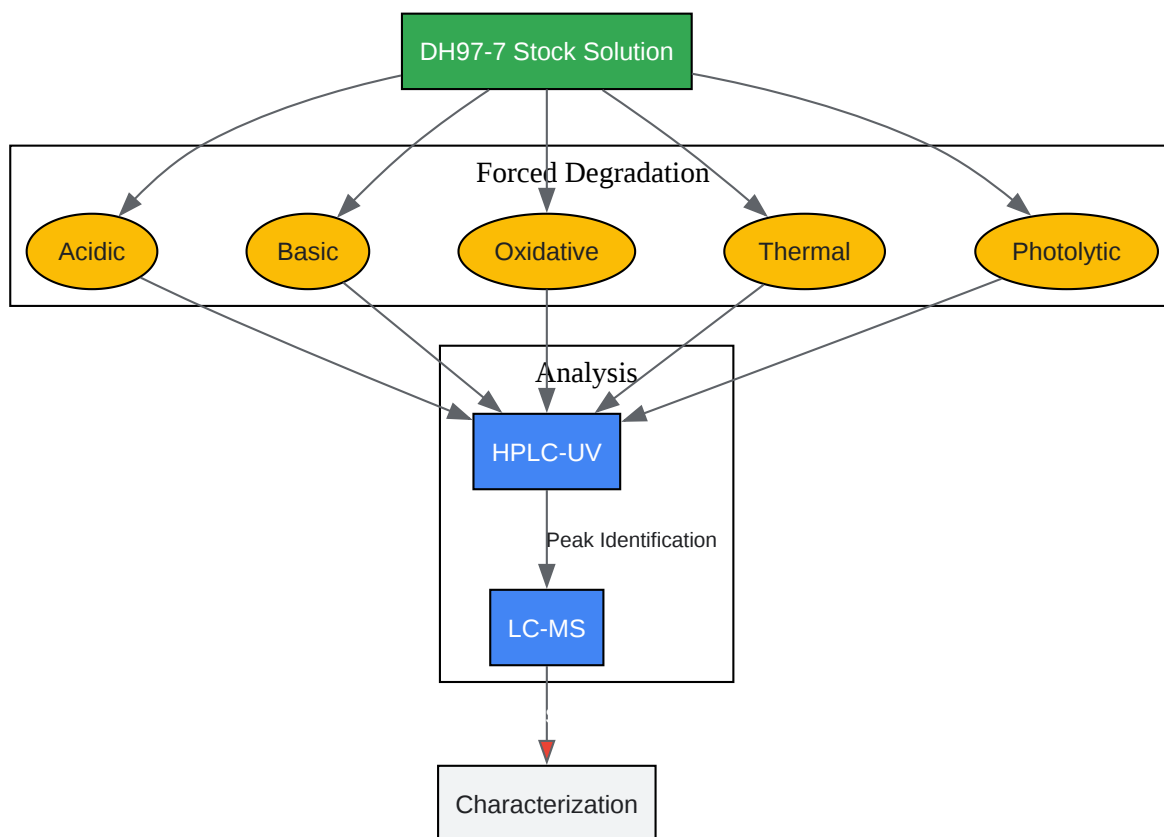 DH97-7 Stock Solution
Forced Degradation
Acidic
Basic
Oxidative
Thermal
Photolytic
Analysis
HPLC-UV
Peak Identification
LC-MS
Characterization